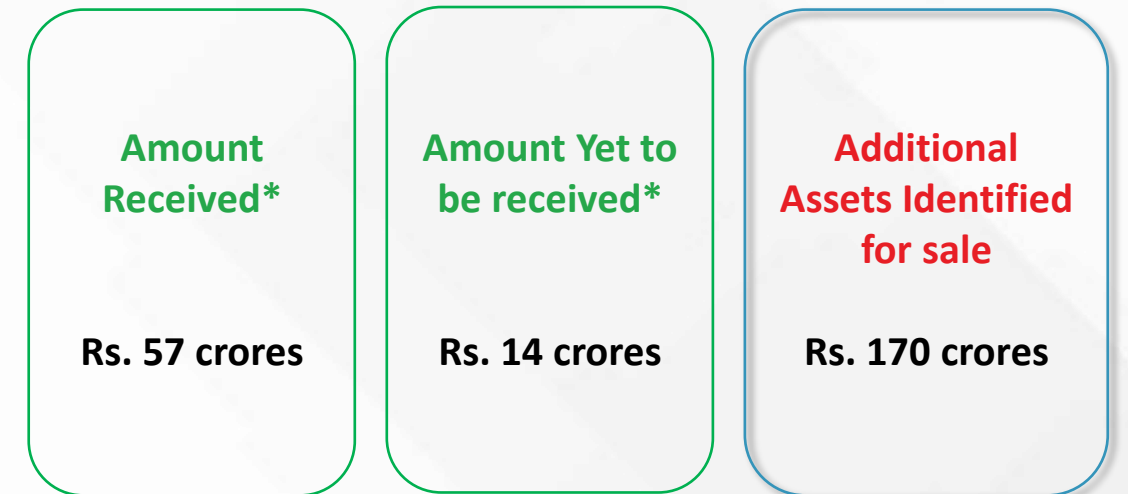 Amount
Received*
Rs. 57 crores
Amount Yet to
be received*
Rs. 14 crores
Additional
Assets Identified
for sale
Rs. 170 crores